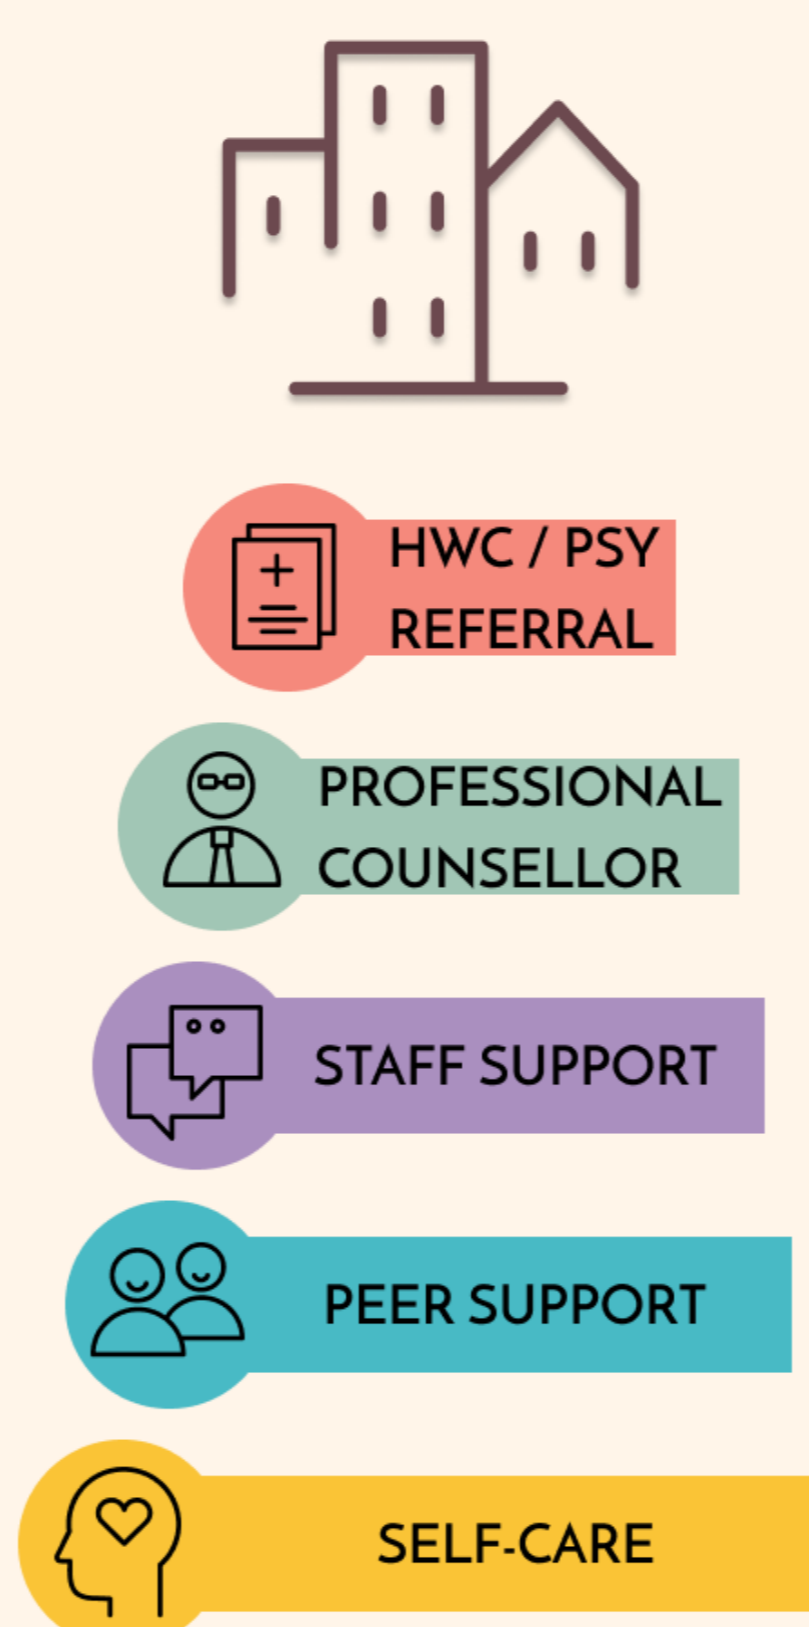 HWC / PSY
REFERRAL
PROFESSIONAL
COUNSELLOR
STAFF SUPPORT
PEER SUPPORT
SELF-CARE